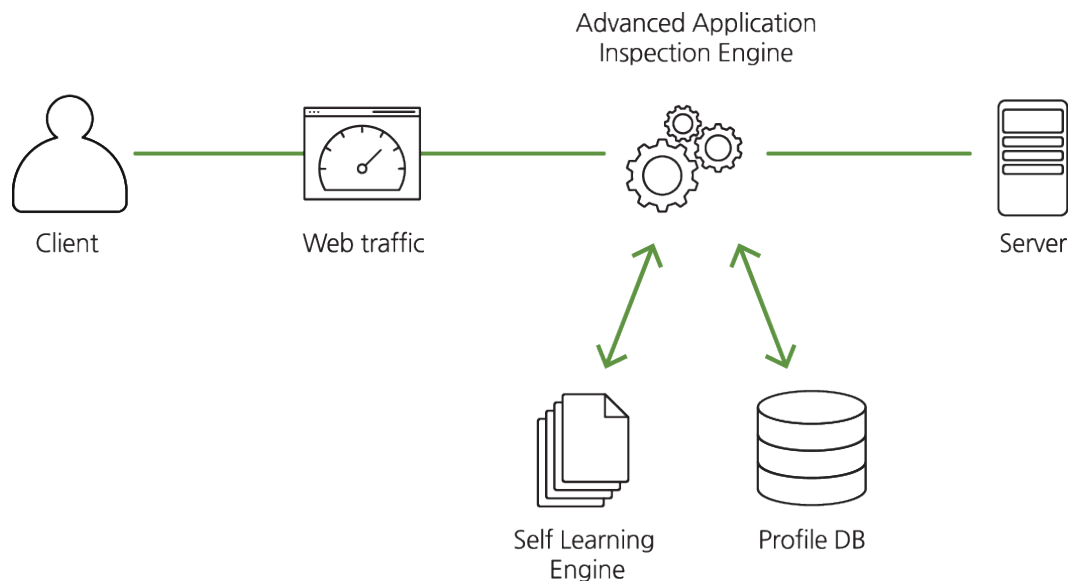 Advanced Application
Inspection Engine
Client
Web traffic
Server
Self Learning
Engine
Profile DB